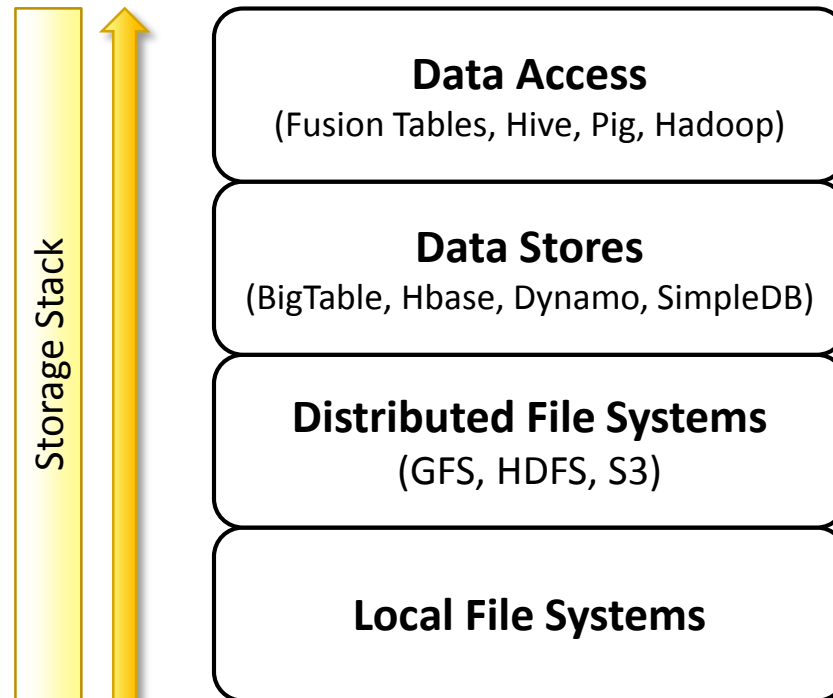 Storage Stack
Data Access
(Fusion Tables, Hive, Pig, Hadoop)
Data Stores
(BigTable, Hbase, Dynamo, SimpleDB)
Distributed File Systems
(GFS, HDFS, S3)
Local File Systems